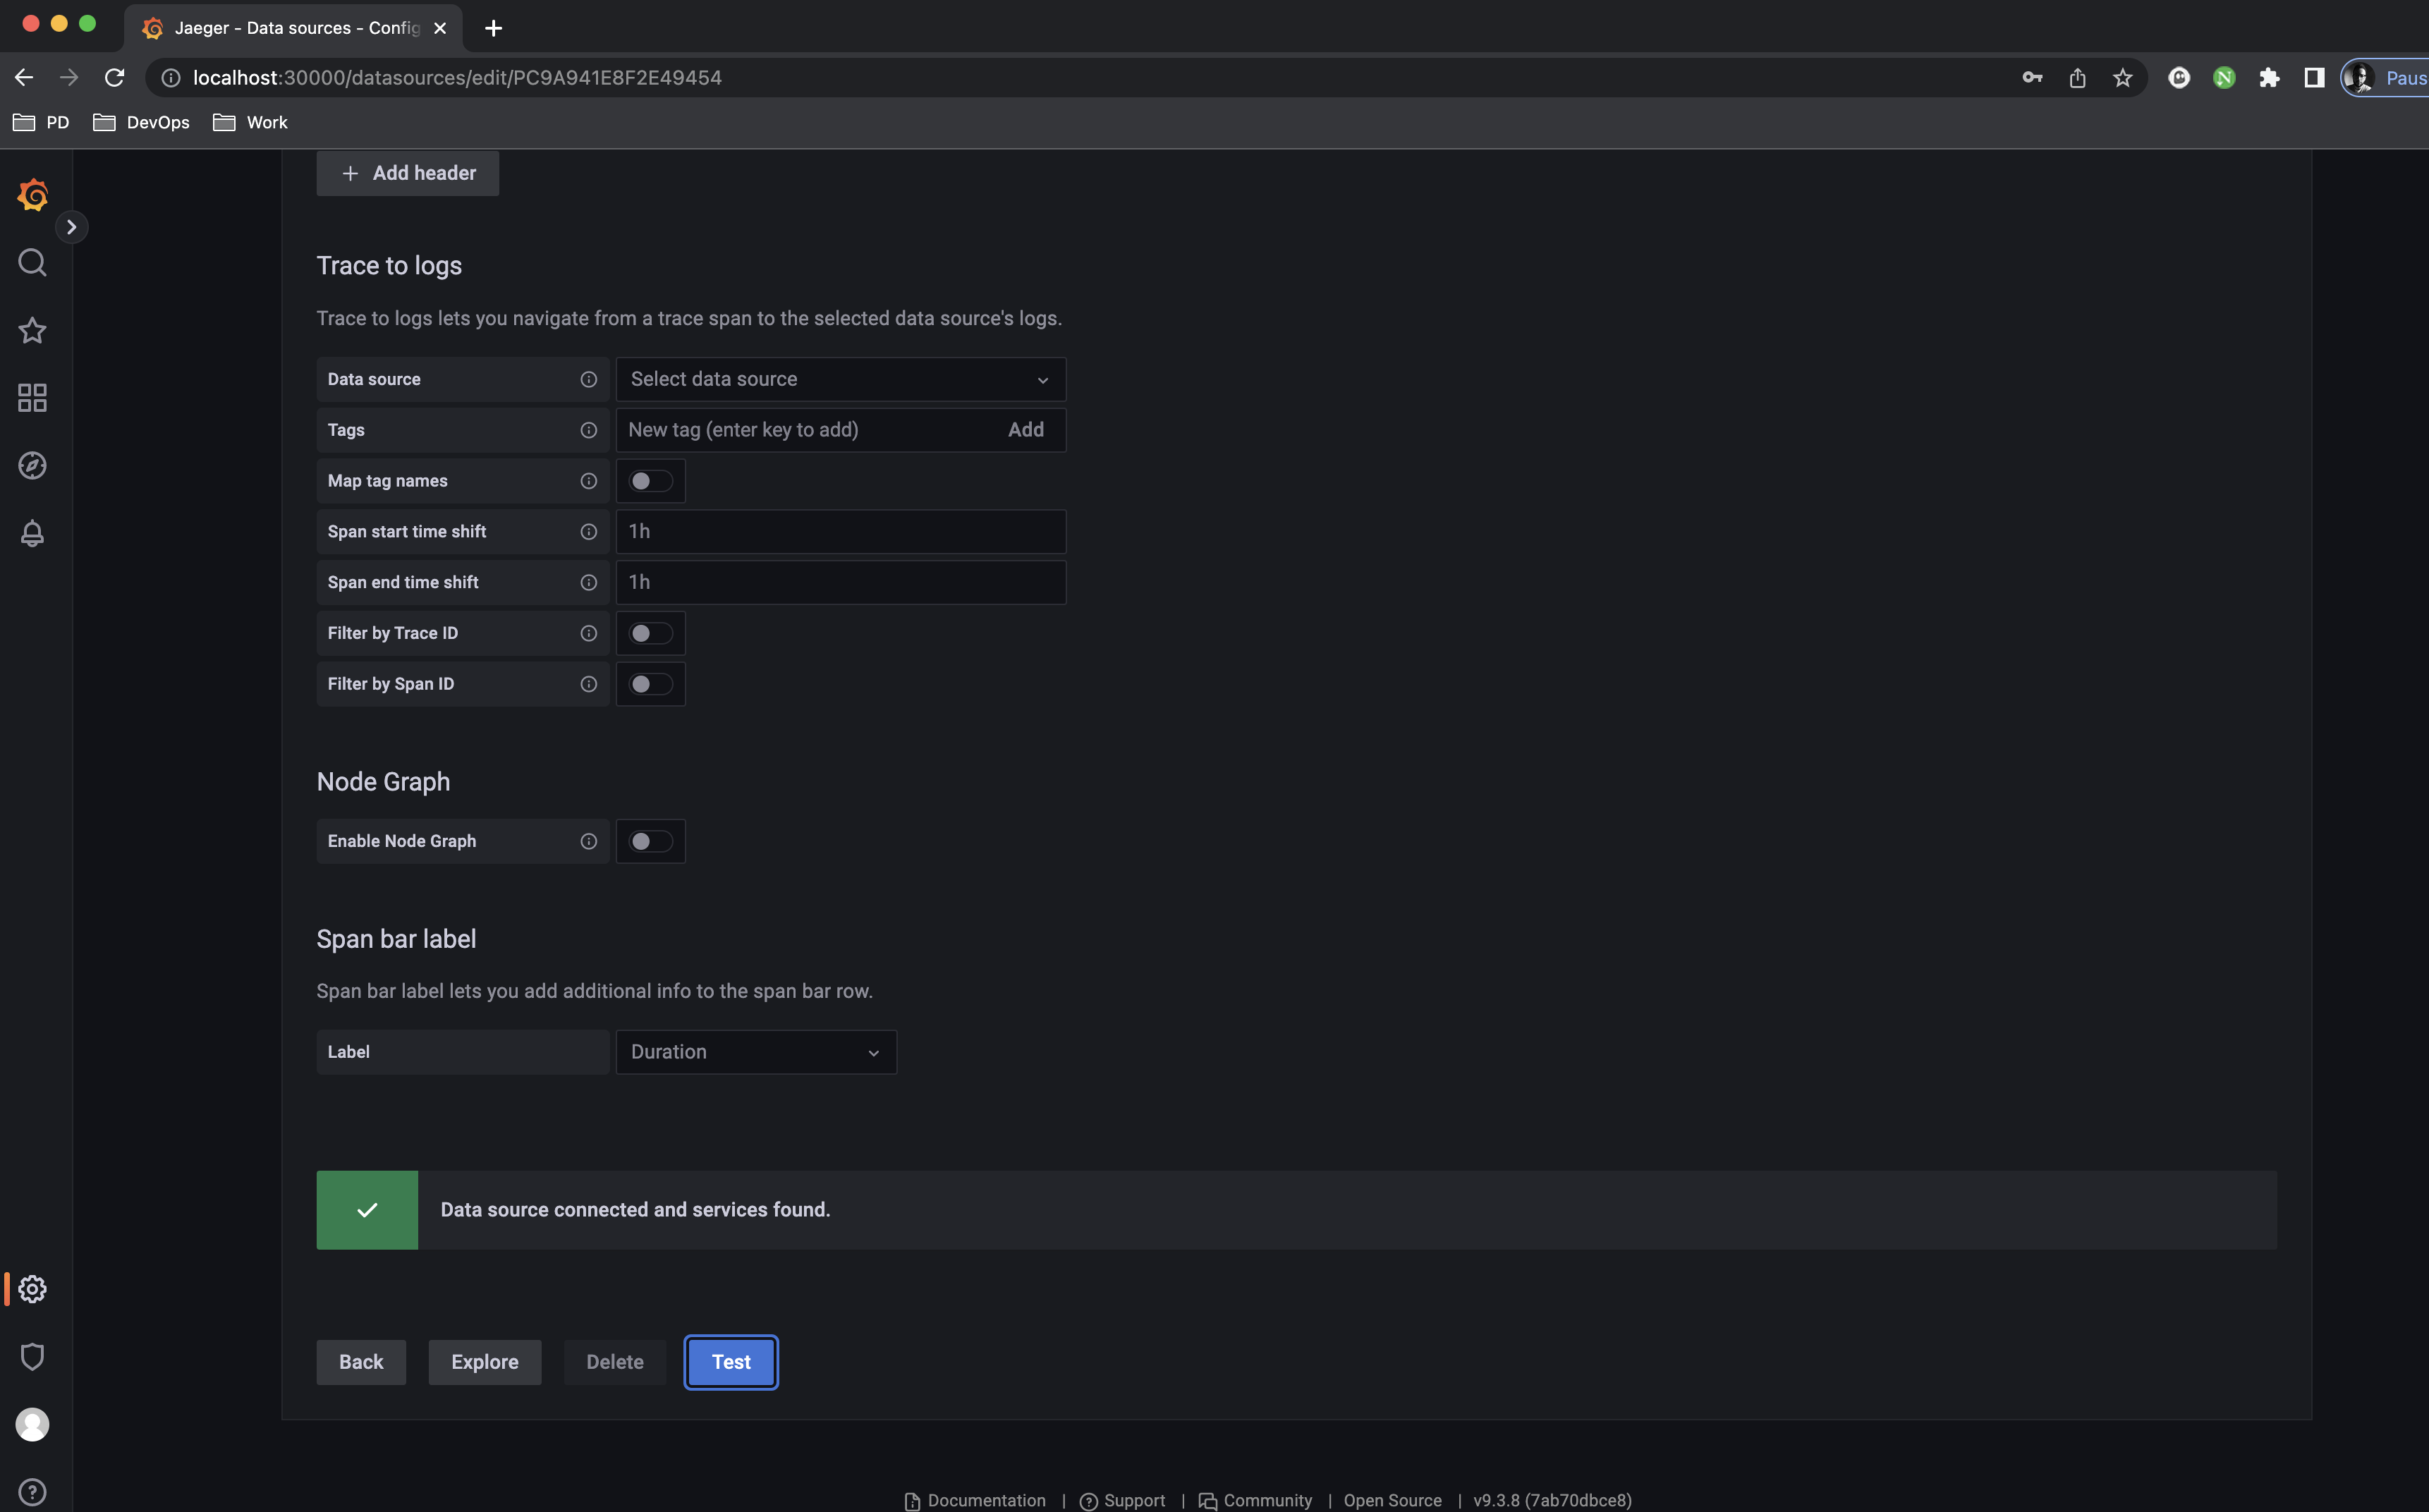 Jaeger - Data sources - Config
localhost:30000/datasources/edit/PC9A941E8F2E49454
Paus
PD DevOps Work
Add header
Trace to logs
Trace to logs lets you navigate from a trace span to the selected data source's logs.
Data source Select data source
Tags New tag (enter key to add) Add
Map tag names
Span start time shift 1h
Span end time shift 1h
Filter by Trace ID
Filter by Span ID
Node Graph
Enable Node Graph
Span bar label
Span bar label lets you add additional info to the span bar row.
Label Duration
Data source connected and services found.
Back Explore Delete Test
Documentation | Support | Community | Open Source | v9.3.8 (7ab70dbce8)